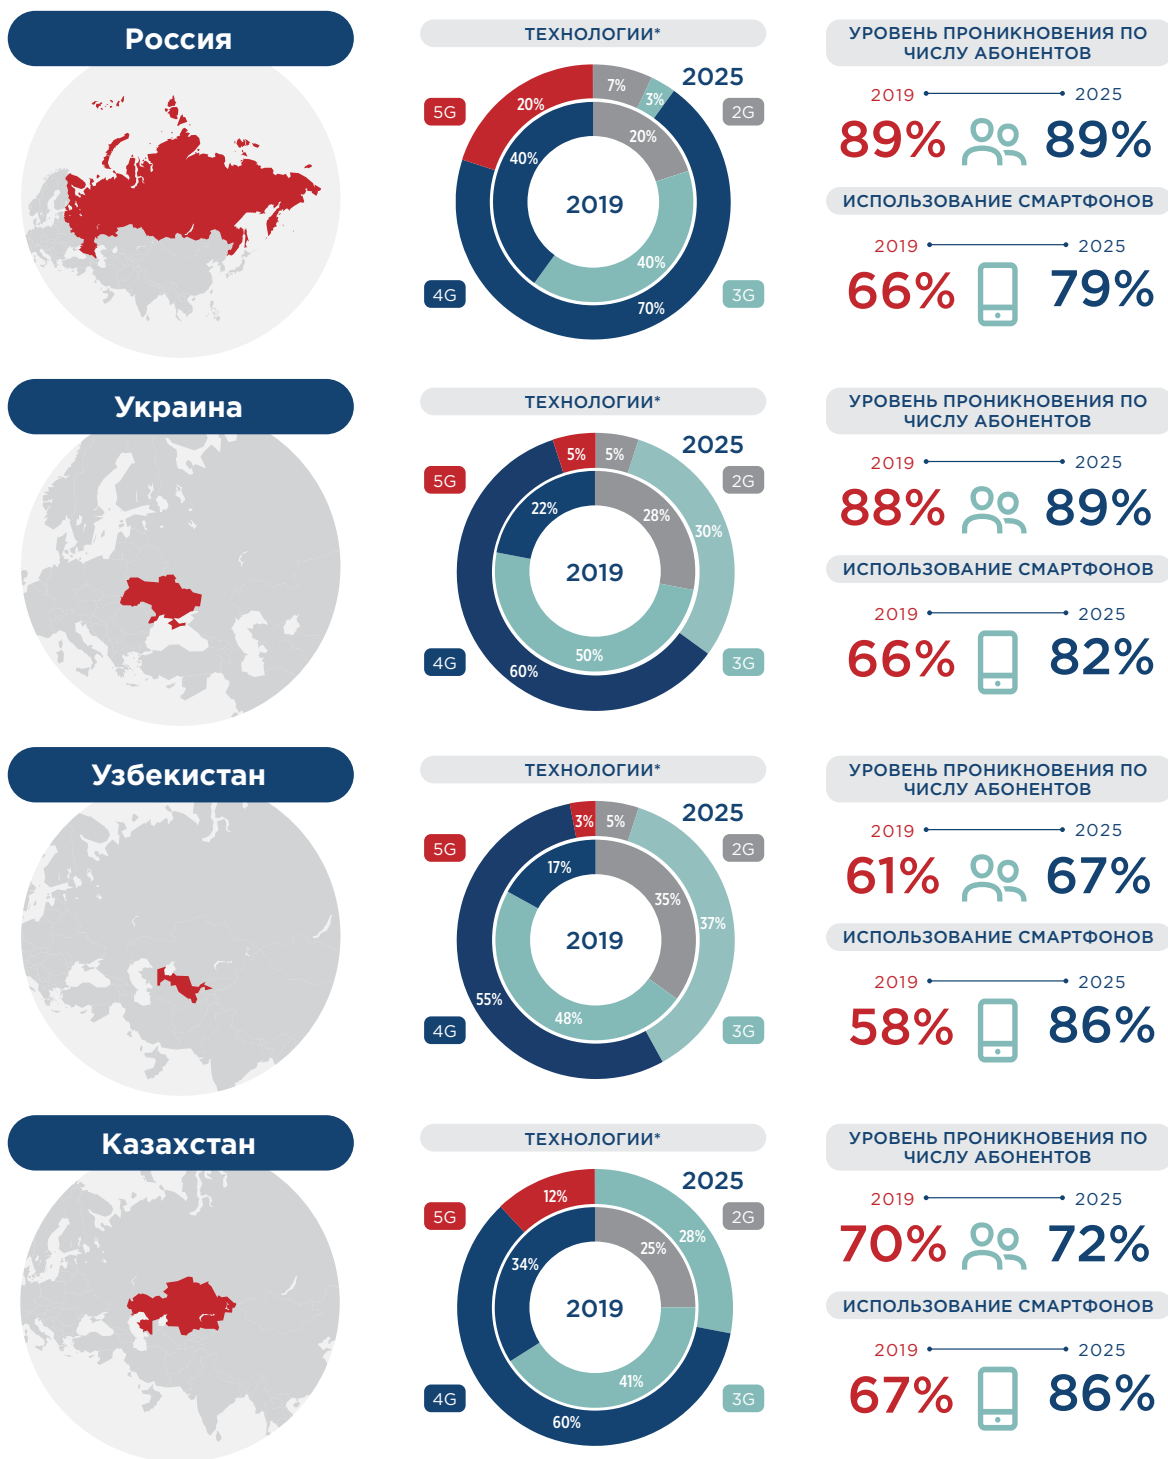 Россия
ТЕХНОЛОГИИ*
2025
5G
2G
20%
7%
3%
40%
20%
2019
40%
70%
4G
3G
УРОВЕНЬ ПРОНИКНОВЕНИЯ ПО
ЧИСЛУ АБОНЕНТОВ
2019 2025
89% 89%
ИСПОЛЬЗОВАНИЕ СМАРТФОНОВ
2019 2025
66% 79%
Украина
ТЕХНОЛОГИИ*
2025
5G
2G
5%
5%
22%
28%
30%
2019
50%
60%
4G
3G
УРОВЕНЬ ПРОНИКНОВЕНИЯ ПО
ЧИСЛУ АБОНЕНТОВ
2019 2025
88% 89%
ИСПОЛЬЗОВАНИЕ СМАРТФОНОВ
2019 2025
66% 82%
Узбекистан
ТЕХНОЛОГИИ*
2025
5G
2G
3%
5%
17%
35%
37%
2019
55%
48%
4G
3G
УРОВЕНЬ ПРОНИКНОВЕНИЯ ПО
ЧИСЛУ АБОНЕНТОВ
2019 2025
61% 67%
ИСПОЛЬЗОВАНИЕ СМАРТФОНОВ
2019 2025
58% 86%
Казахстан
ТЕХНОЛОГИИ*
2025
5G
2G
12%
28%
34%
25%
2019
41%
60%
4G
3G
УРОВЕНЬ ПРОНИКНОВЕНИЯ ПО
ЧИСЛУ АБОНЕНТОВ
2019 2025
70% 72%
ИСПОЛЬЗОВАНИЕ СМАРТФОНОВ
2019 2025
67% 86%